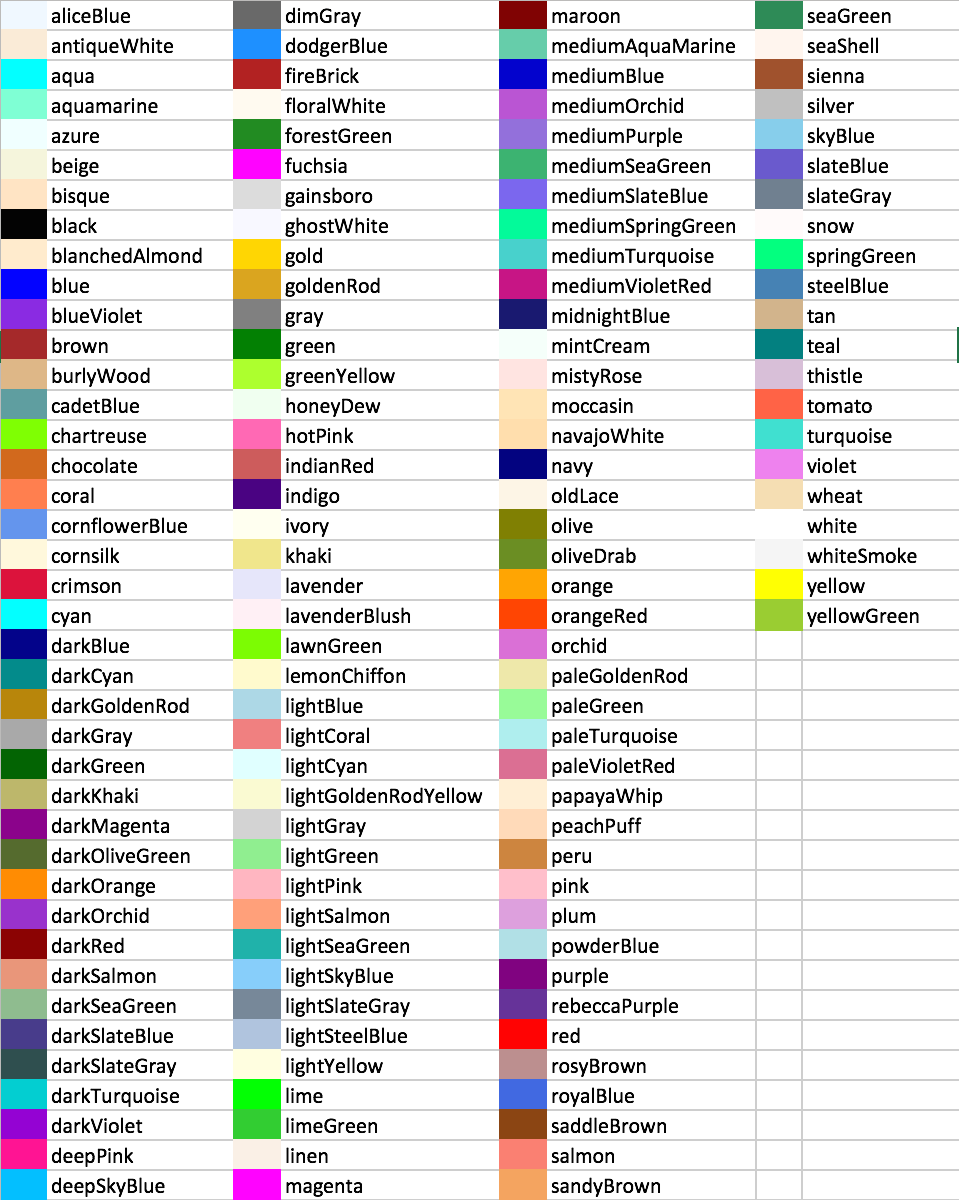 aliceBlue
antiqueWhite
aqua
aquamarine
azure
beige
bisque
black
blanchedAlmond
blue
blueViolet
brown
burlyWood
cadetBlue
chartreuse
chocolate
coral
cornflowerBlue
cornsilk
crimson
cyan
darkBlue
darkCyan
darkGoldenRod
darkGray
darkGreen
darkKhaki
darkMagenta
darkOliveGreen
darkOrange
darkOrchid
darkRed
darkSalmon
darkSeaGreen
darkSlateBlue
darkSlateGray
darkTurquoise
darkViolet
deepPink
deepSkyBlue
dimGray
dodgerBlue
fireBrick
floralWhite
forestGreen
fuchsia
gainsboro
ghostWhite
gold
goldenRod
gray
green
greenYellow
honeyDew
hotPink
indianRed
indigo
ivory
khaki
lavender
lavenderBlush
lawnGreen
lemonChiffon
lightBlue
lightCoral
lightCyan
lightGoldenRodYellow
lightGray
lightGreen
lightPink
lightSalmon
lightSeaGreen
lightSkyBlue
lightSlateGray
lightSteelBlue
lightYellow
lime
limeGreen
linen
magenta
maroon
mediumAquaMarine
mediumBlue
mediumOrchid
mediumPurple
mediumSeaGreen
mediumSlateBlue
mediumSpringGreen
mediumTurquoise
mediumVioletRed
midnightBlue
mintCream
mistyRose
moccasin
navajoWhite
navy
oldLace
olive
oliveDrab
orange
orangeRed
orchid
paleGoldenRod
paleGreen
paleTurquoise
paleVioletRed
papayaWhip
peachPuff
peru
pink
plum
powderBlue
purple
rebeccaPurple
red
rosyBrown
royalBlue
saddleBrown
salmon
sandyBrown
seaGreen
seaShell
sienna
silver
skyBlue
slateBlue
slateGray
snow
springGreen
steelBlue
tan
teal
thistle
tomato
turquoise
violet
wheat
white
whiteSmoke
yellow
yellowGreen